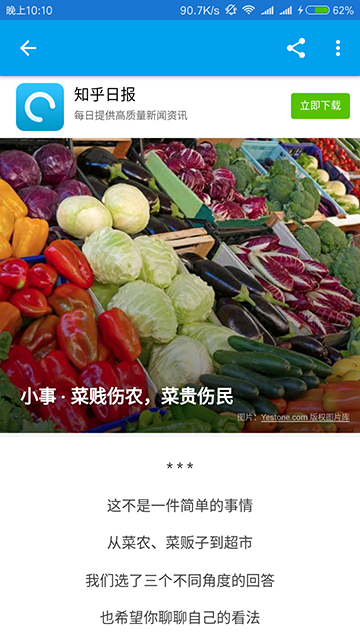 晚上10:10
90.7K/s
62%
知乎日报
每日提供高质量新闻资讯
立即下载
小事 · 菜贱伤农，菜贵伤民
图片：Yestone.com 版权图片库
***
这不是一件简单的事情
从菜农、菜贩子到超市
我们选了三个不同角度的回答
也希望你聊聊自己的看法